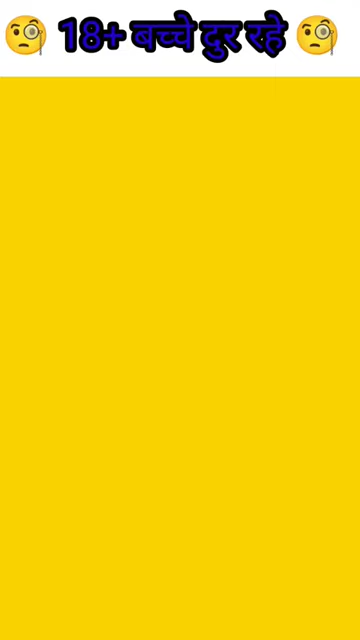 🧐 18+ बच्चे दुर रहे 🧐